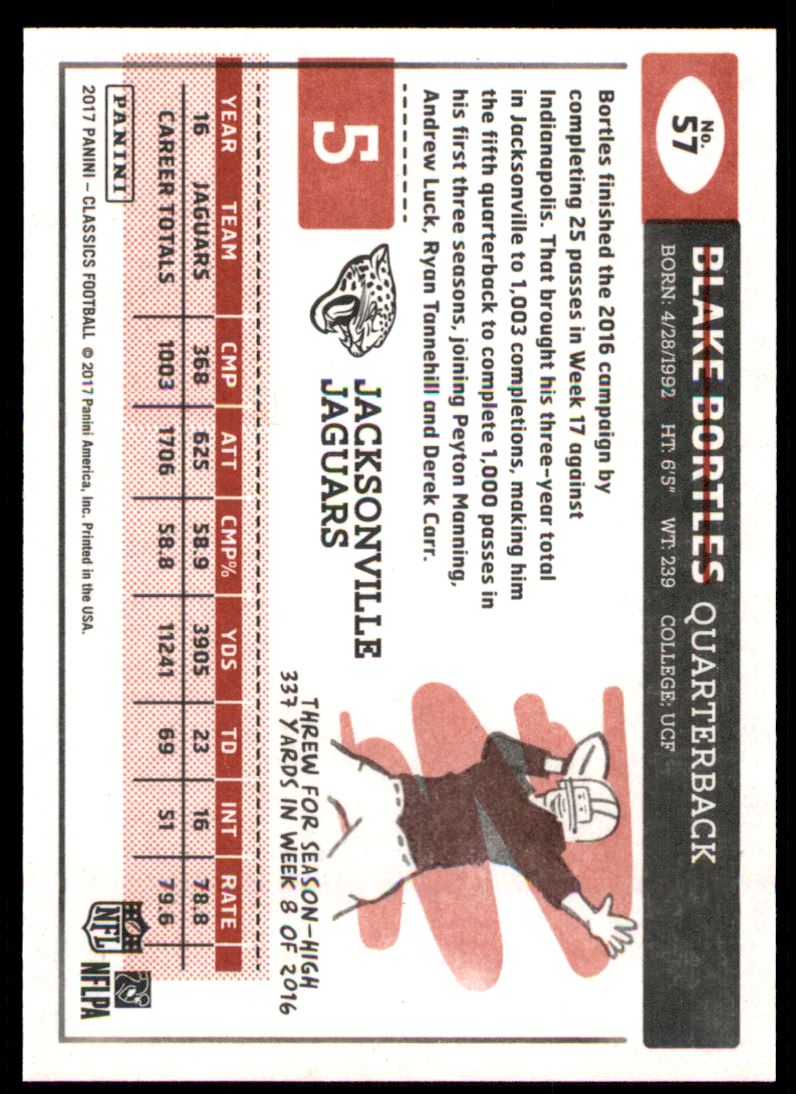 No.
57
BLAKE BORTLES QUARTERBACK
BORN: 4/28/1992 HT: 6'5" WT: 239 COLLEGE: UCF
Bortles finished the 2016 campaign by
completing 25 passes in Week 17 against
Indianapolis. That brought his three-year total
in Jacksonville to 1,003 completions, making him
the fifth quarterback to complete 1,000 passes in
his first three seasons, joining Peyton Manning,
Andrew Luck, Ryan Tannehill and Derek Carr.
5
JACKSONVILLE
JAGUARS
THREW FOR SEASON-HIGH
337 YARDS IN WEEK 8 OF 2016
YEAR TEAM CMP ATT CMP% YDS TD INT RATE
16 JAGUARS 368 625 58.9 3905 23 16 78.8
CAREER TOTALS 1003 1706 58.8 11241 69 51 79.6
PANINI
2017 PANINI – CLASSICS FOOTBALL © 2017 Panini America, Inc. Printed in the USA.
NFL
NFLPA